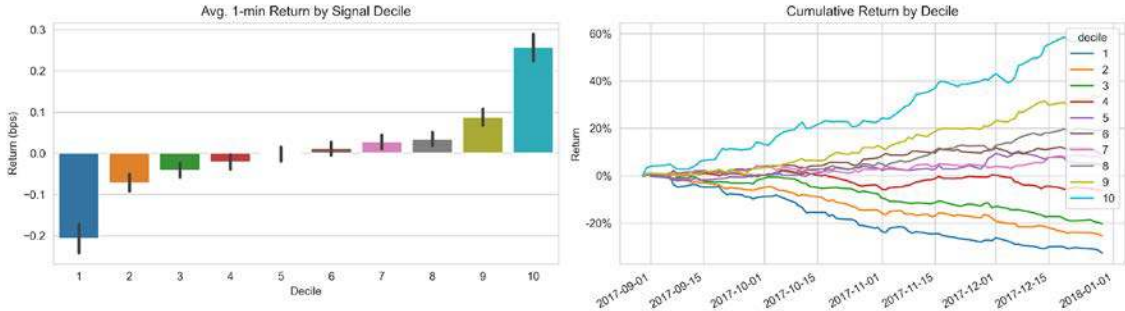 Avg. 1-min Return by Signal Decile
Return (bps)
0.3
0.2
0.1
0.0
−0.1
−0.2
1 2 3 4 5 6 7 8 9 10
Decile
Cumulative Return by Decile
Return
60%
40%
20%
0%
-20%
2017-09-01 2017-09-15 2017-10-01 2017-10-15 2017-11-01 2017-11-15 2017-12-01 2017-12-15 2018-01-01
decile
1
2
3
4
5
6
7
8
9
10